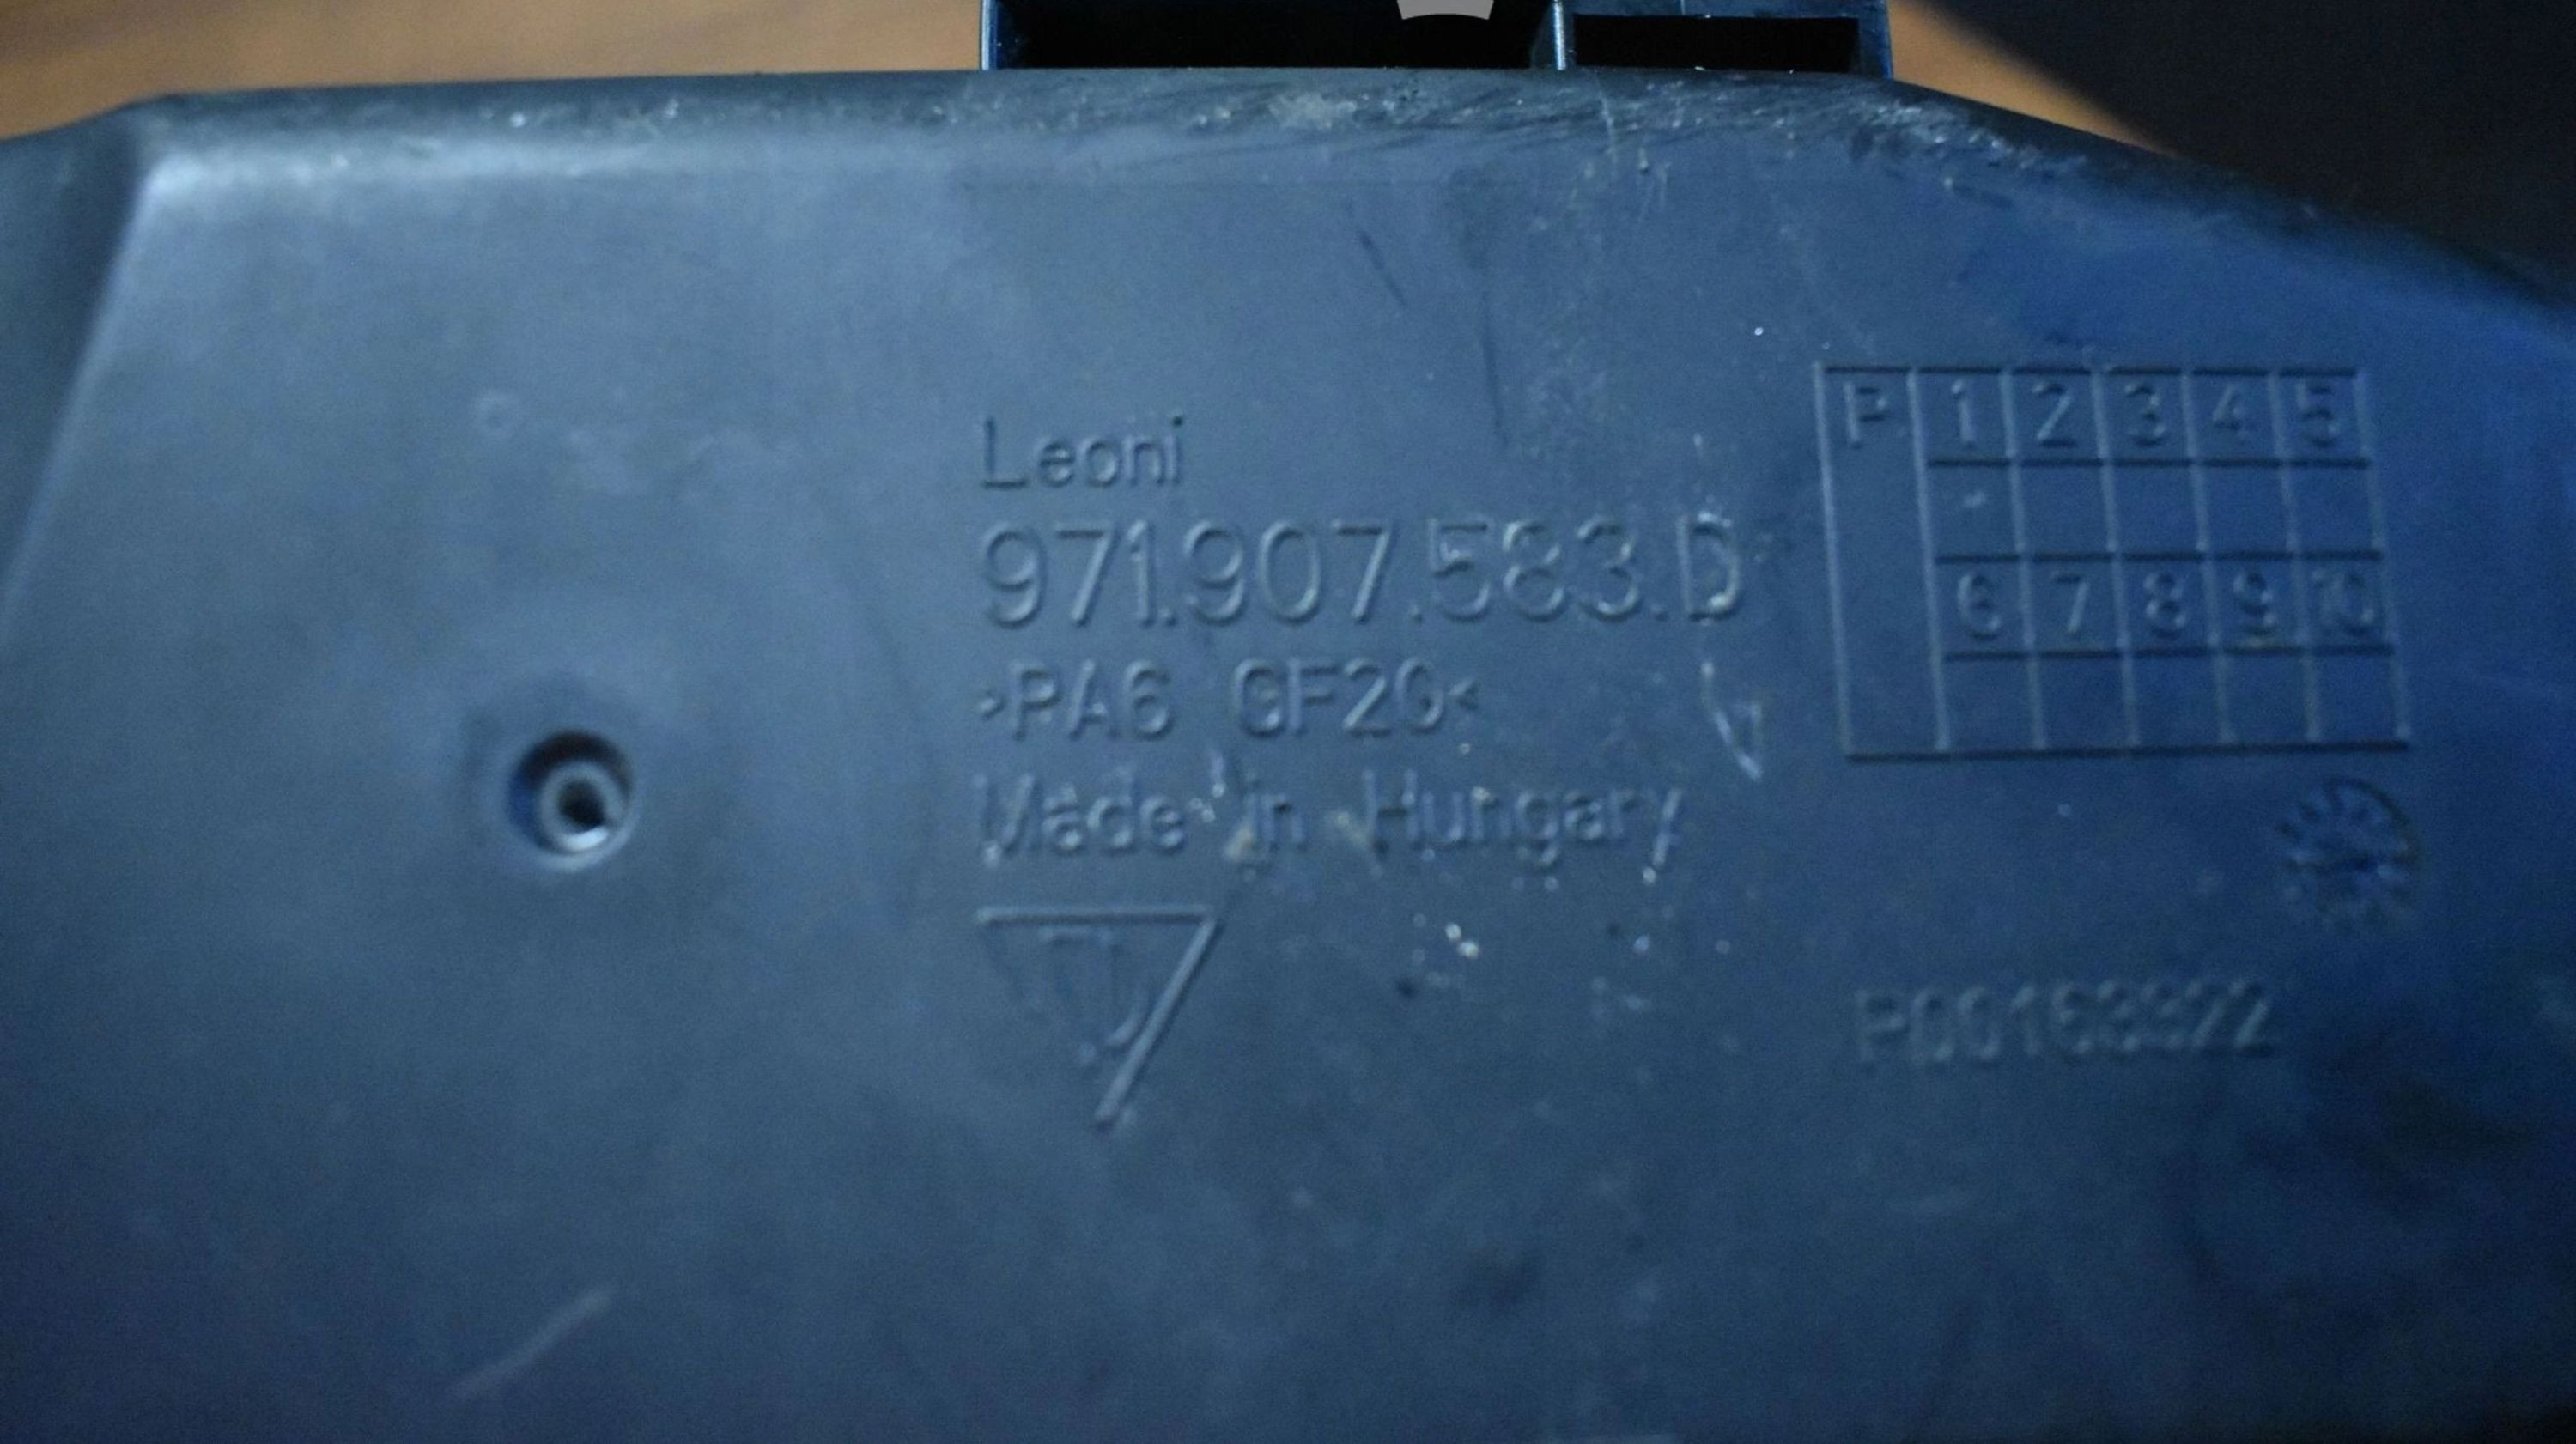 Leoni
971.907.583.D
>PA6 GF20<
Made in Hungary
P 1 2 3 4 5
6 7 8 9 10